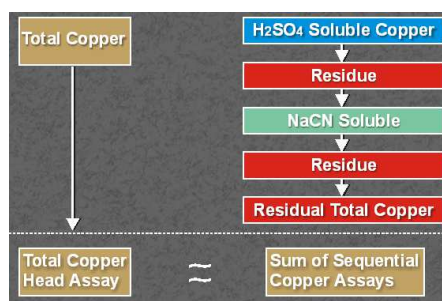 Total Copper
H₂SO₄ Soluble Copper
Residue
NaCN Soluble
Residue
Residual Total Copper
Total Copper
Head Assay
≈
Sum of Sequential
Copper Assays